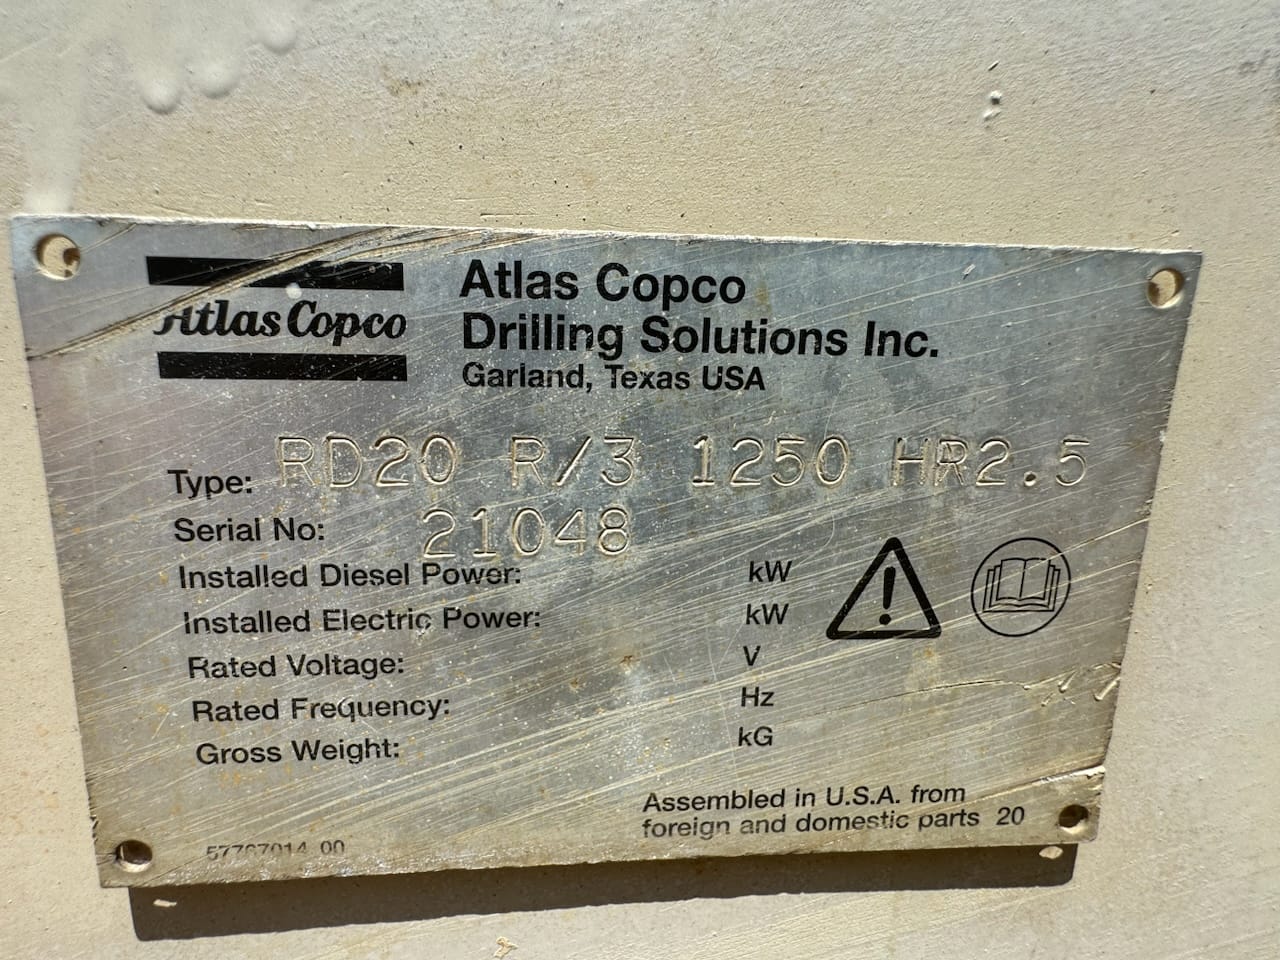 Atlas Copco
Atlas Copco
Drilling Solutions Inc.
Garland, Texas USA
Type: RD20 R/3 1250 HR2.5
Serial No: 21048
Installed Diesel Power: kW
Installed Electric Power: kW
Rated Voltage: V
Rated Frequency: Hz
Gross Weight: kG
Assembled in U.S.A. from
foreign and domestic parts 20
57767014 00